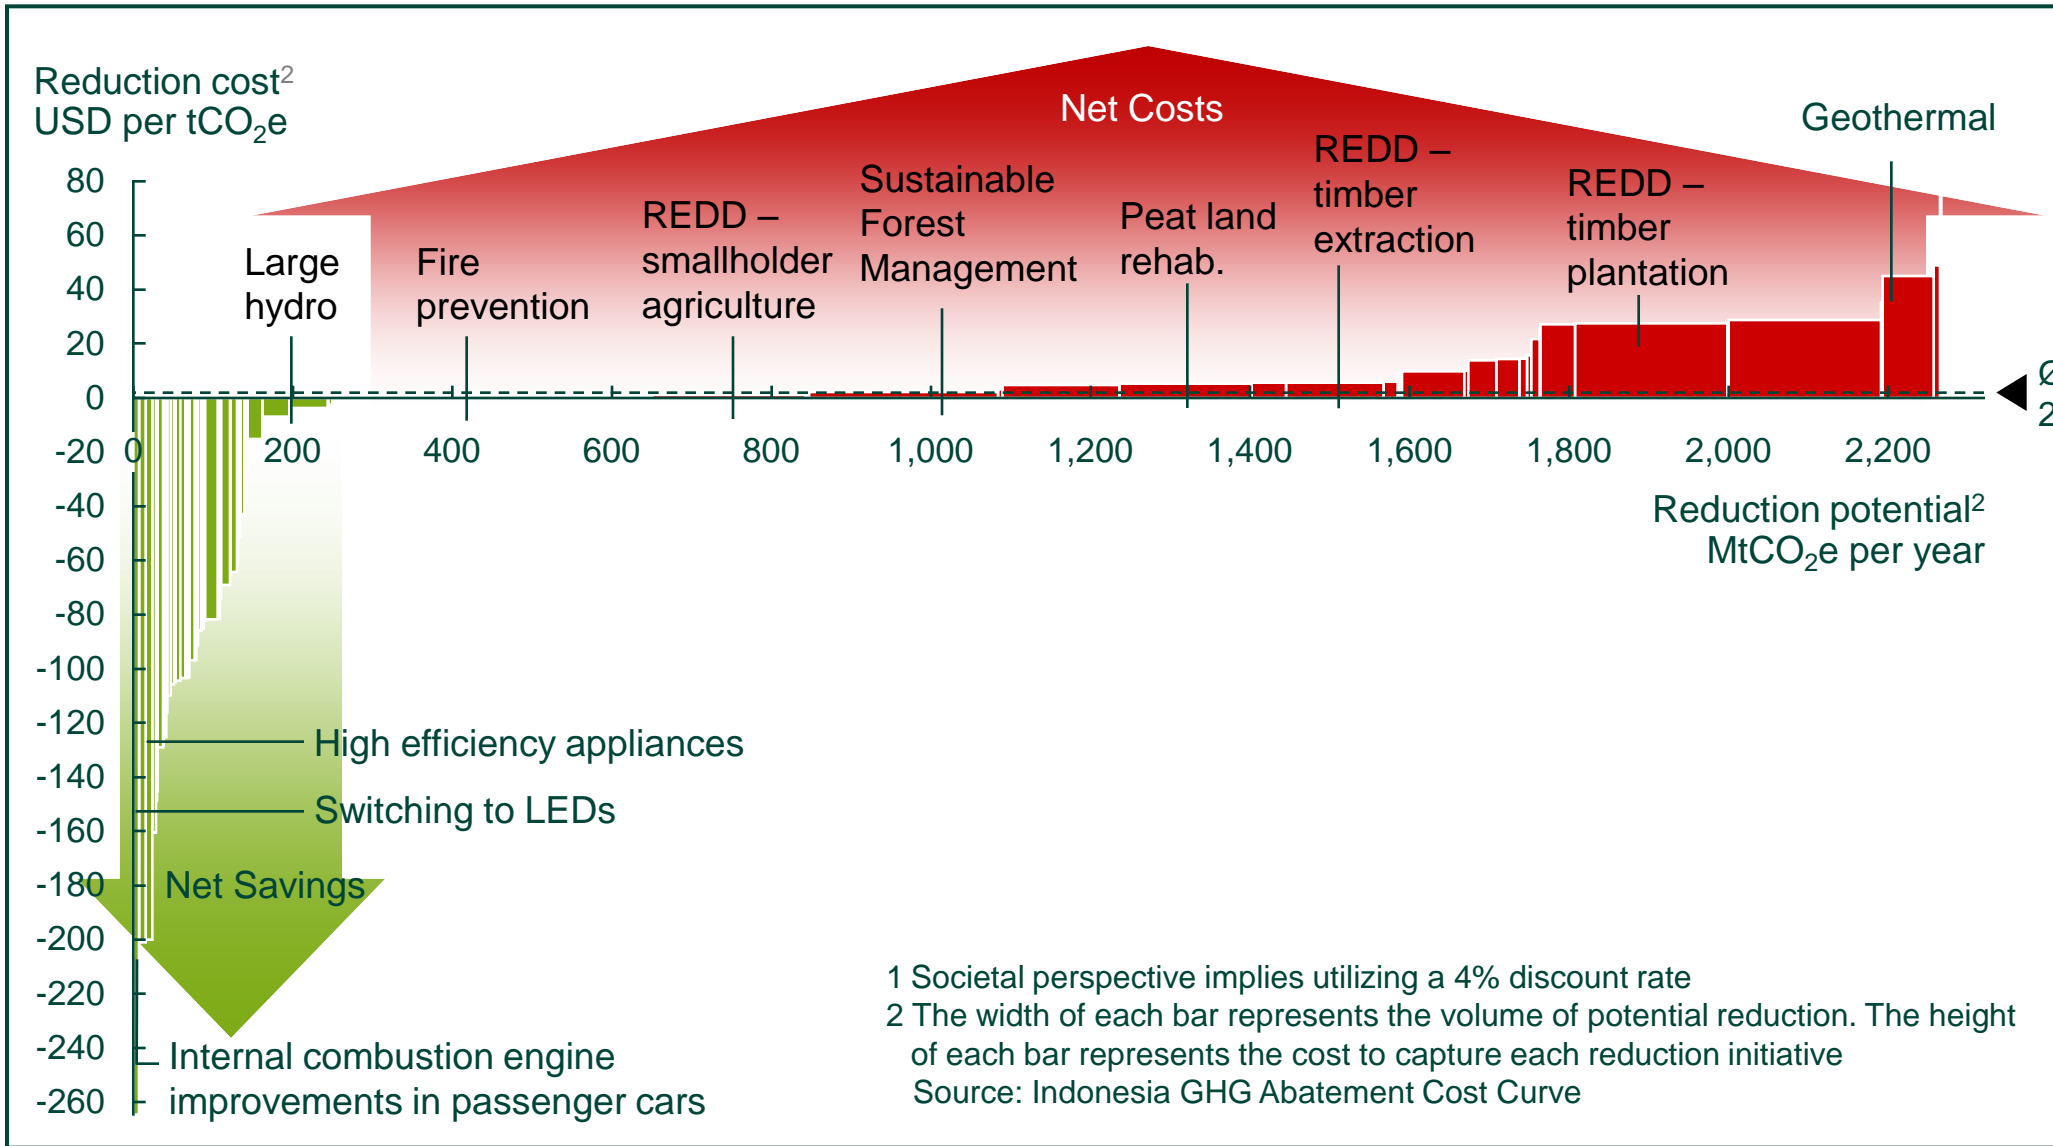 Reduction cost2
USD per tCO2e
Net Costs
Geothermal
REDD –
timber
extraction
REDD –
timber
plantation
Sustainable
Forest
Management
Peat land
rehab.
REDD –
smallholder
agriculture
Large
hydro
Fire
prevention
80
60
40
20
0
-20
-40
-60
-80
-100
-120
-140
-160
-180
-200
-220
-240
-260
0 200 400 600 800 1,000 1,200 1,400 1,600 1,800 2,000 2,200
Ø
2
Reduction potential2
MtCO2e per year
High efficiency appliances
Switching to LEDs
Net Savings
Internal combustion engine
improvements in passenger cars
1 Societal perspective implies utilizing a 4% discount rate
2 The width of each bar represents the volume of potential reduction. The height
of each bar represents the cost to capture each reduction initiative
Source: Indonesia GHG Abatement Cost Curve